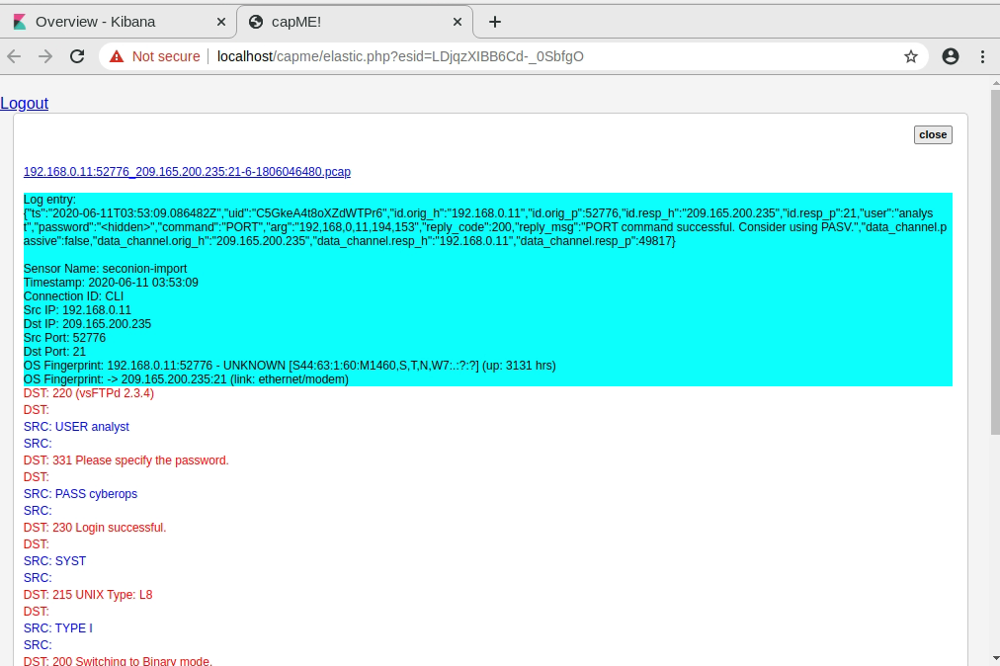 Overview - Kibana
capME!
Not secure
localhost/capme/elastic.php?esid=LDjqzXIBB6Cd-_0SbfgO
Logout
close
192.168.0.11:52776_209.165.200.235:21-6-1806046480.pcap
Log entry:
{"ts":"2020-06-11T03:53:09.086482Z","uid":"C5GkeA4t8oXZdWTPr6","id.orig_h":"192.168.0.11","id.orig_p":52776,"id.resp_h":"209.165.200.235","id.resp_p":21,"user":"analys
t","password":"<hidden>","command":"PORT","arg":"192,168,0,11,194,153","reply_code":200,"reply_msg":"PORT command successful. Consider using PASV.","data_channel.p
assive":false,"data_channel.orig_h":"209.165.200.235","data_channel.resp_h":"192.168.0.11","data_channel.resp_p":49817}
Sensor Name: seconion-import
Timestamp: 2020-06-11 03:53:09
Connection ID: CLI
Src IP: 192.168.0.11
Dst IP: 209.165.200.235
Src Port: 52776
Dst Port: 21
OS Fingerprint: 192.168.0.11:52776 - UNKNOWN [S44:63:1:60:M1460,S,T,N,W7:.:?:?] (up: 3131 hrs)
OS Fingerprint: -> 209.165.200.235:21 (link: ethernet/modem)
DST: 220 (vsFTPd 2.3.4)
DST:
SRC: USER analyst
SRC:
DST: 331 Please specify the password.
DST:
SRC: PASS cyberops
SRC:
DST: 230 Login successful.
DST:
SRC: SYST
SRC:
DST: 215 UNIX Type: L8
DST:
SRC: TYPE I
SRC:
DST: 200 Switching to Binary mode.